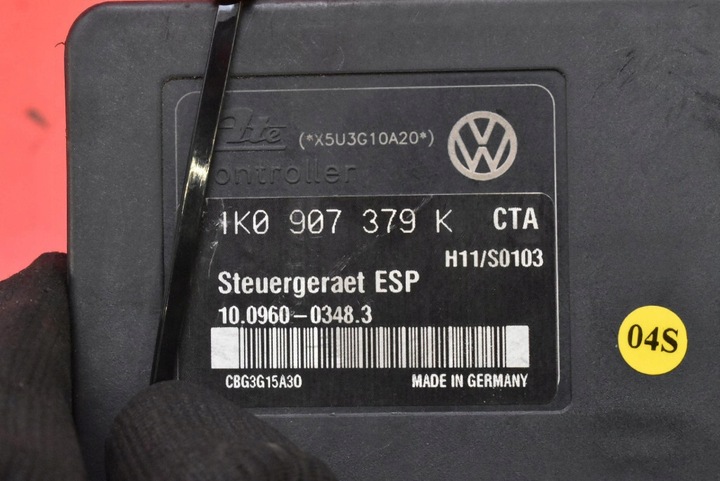 Ate (*X5U3G10A20*)
ontroller
1K0 907 379 K CTA
H11/S0103
Steuergeraet ESP
10.0960-0348.3
CBG3G15A30 MADE IN GERMANY
04S